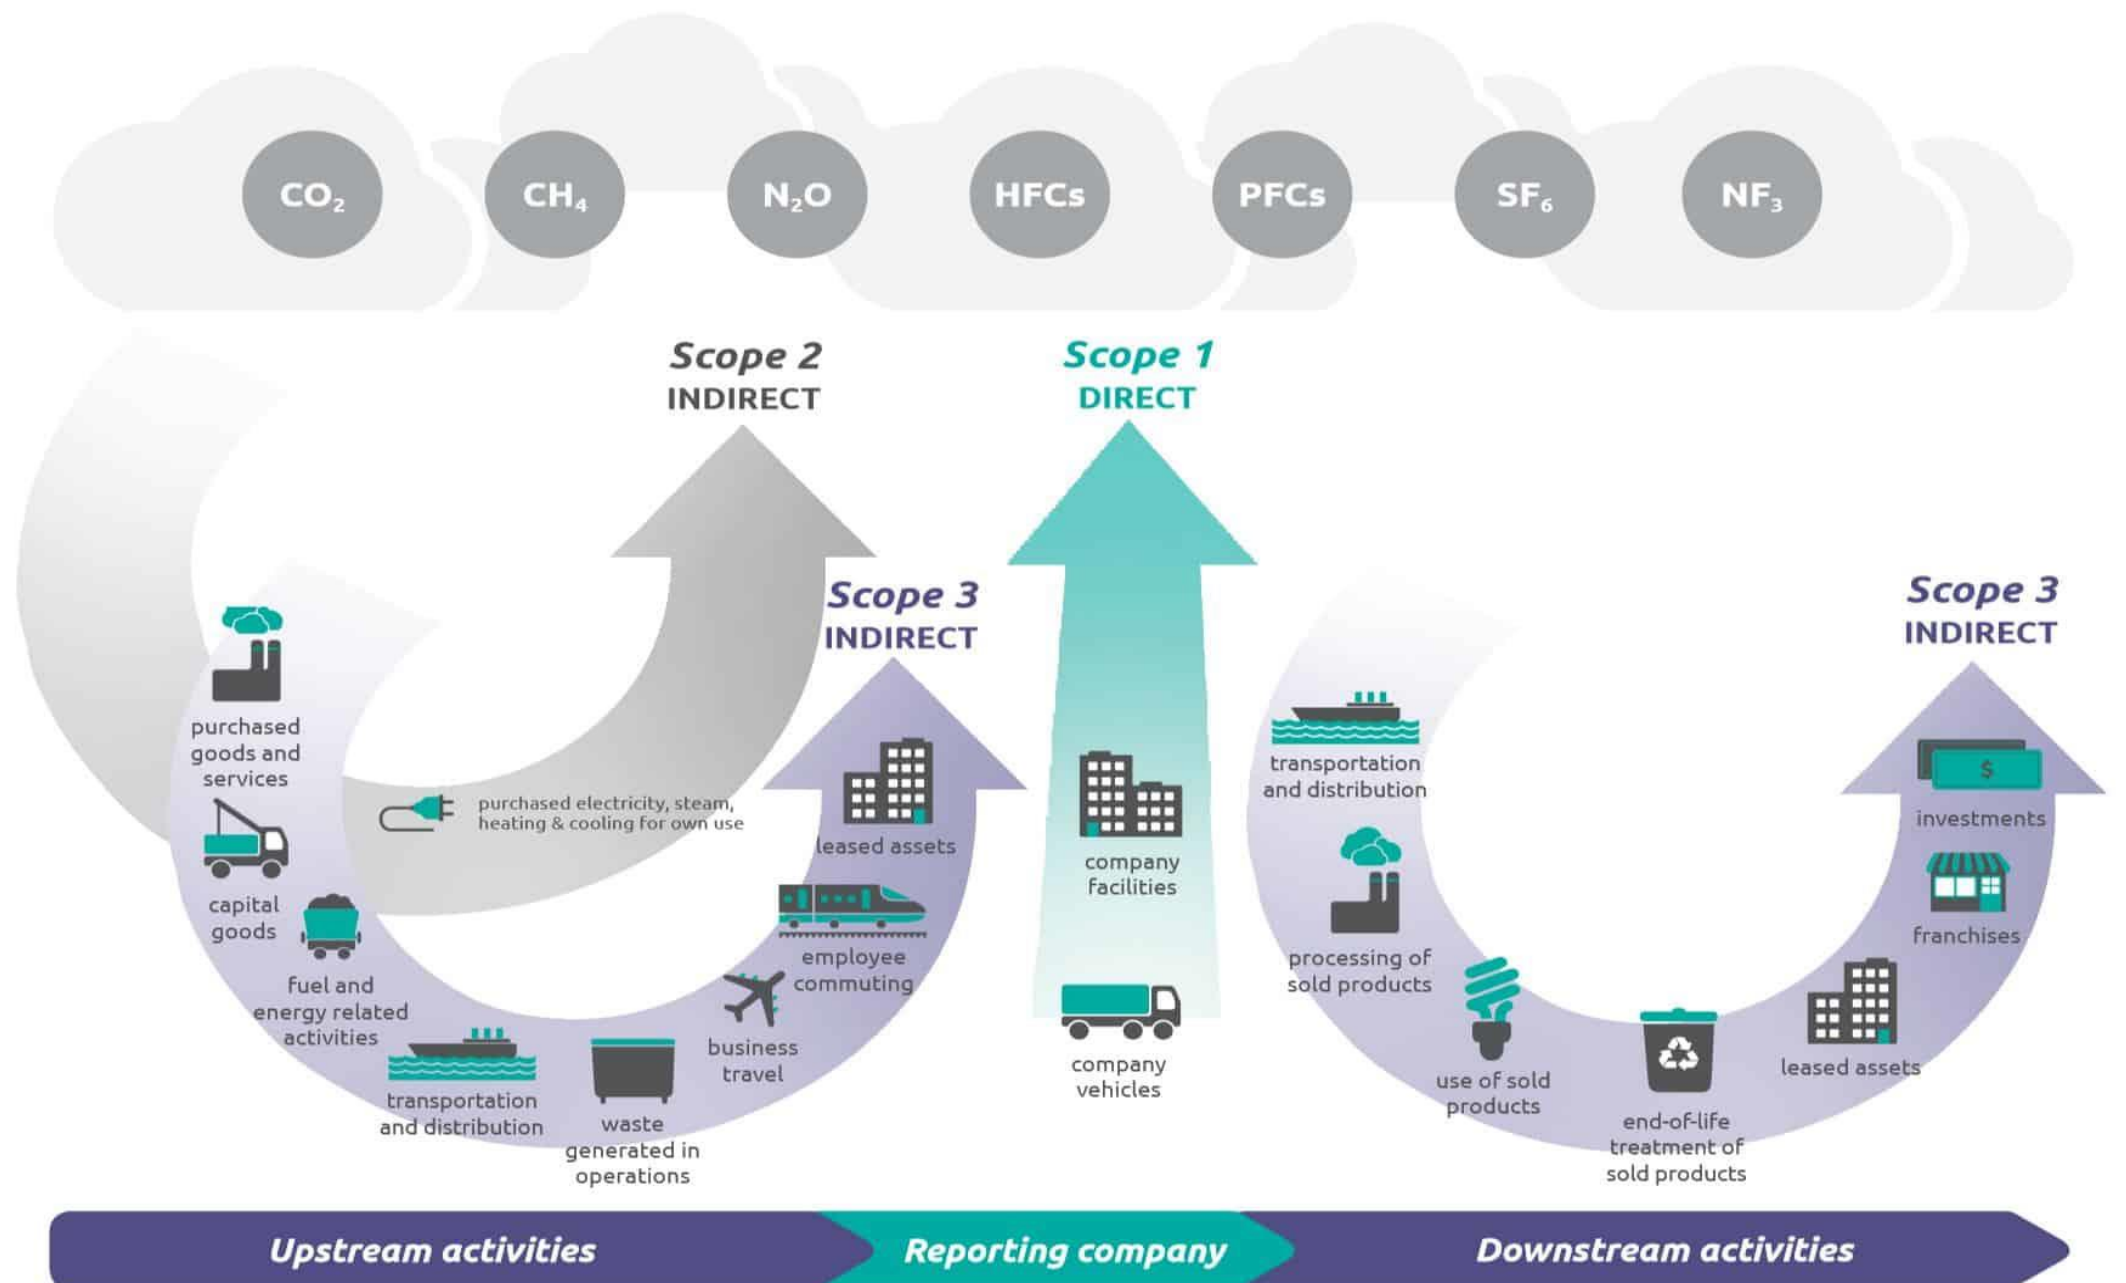 CO₂
CH₄
N₂O
HFCs
PFCs
SF₆
NF₃
Scope 2
INDIRECT
Scope 1
DIRECT
Scope 3
INDIRECT
Scope 3
INDIRECT
purchased
goods and
services
capital
goods
fuel and
energy related
activities
transportation
and distribution
waste
generated in
operations
business
travel
employee
commuting
leased assets
purchased electricity, steam,
heating & cooling for own use
company
facilities
company
vehicles
transportation
and distribution
processing of
sold products
use of sold
products
end-of-life
treatment of
sold products
leased assets
franchises
$
investments
Upstream activities
Reporting company
Downstream activities